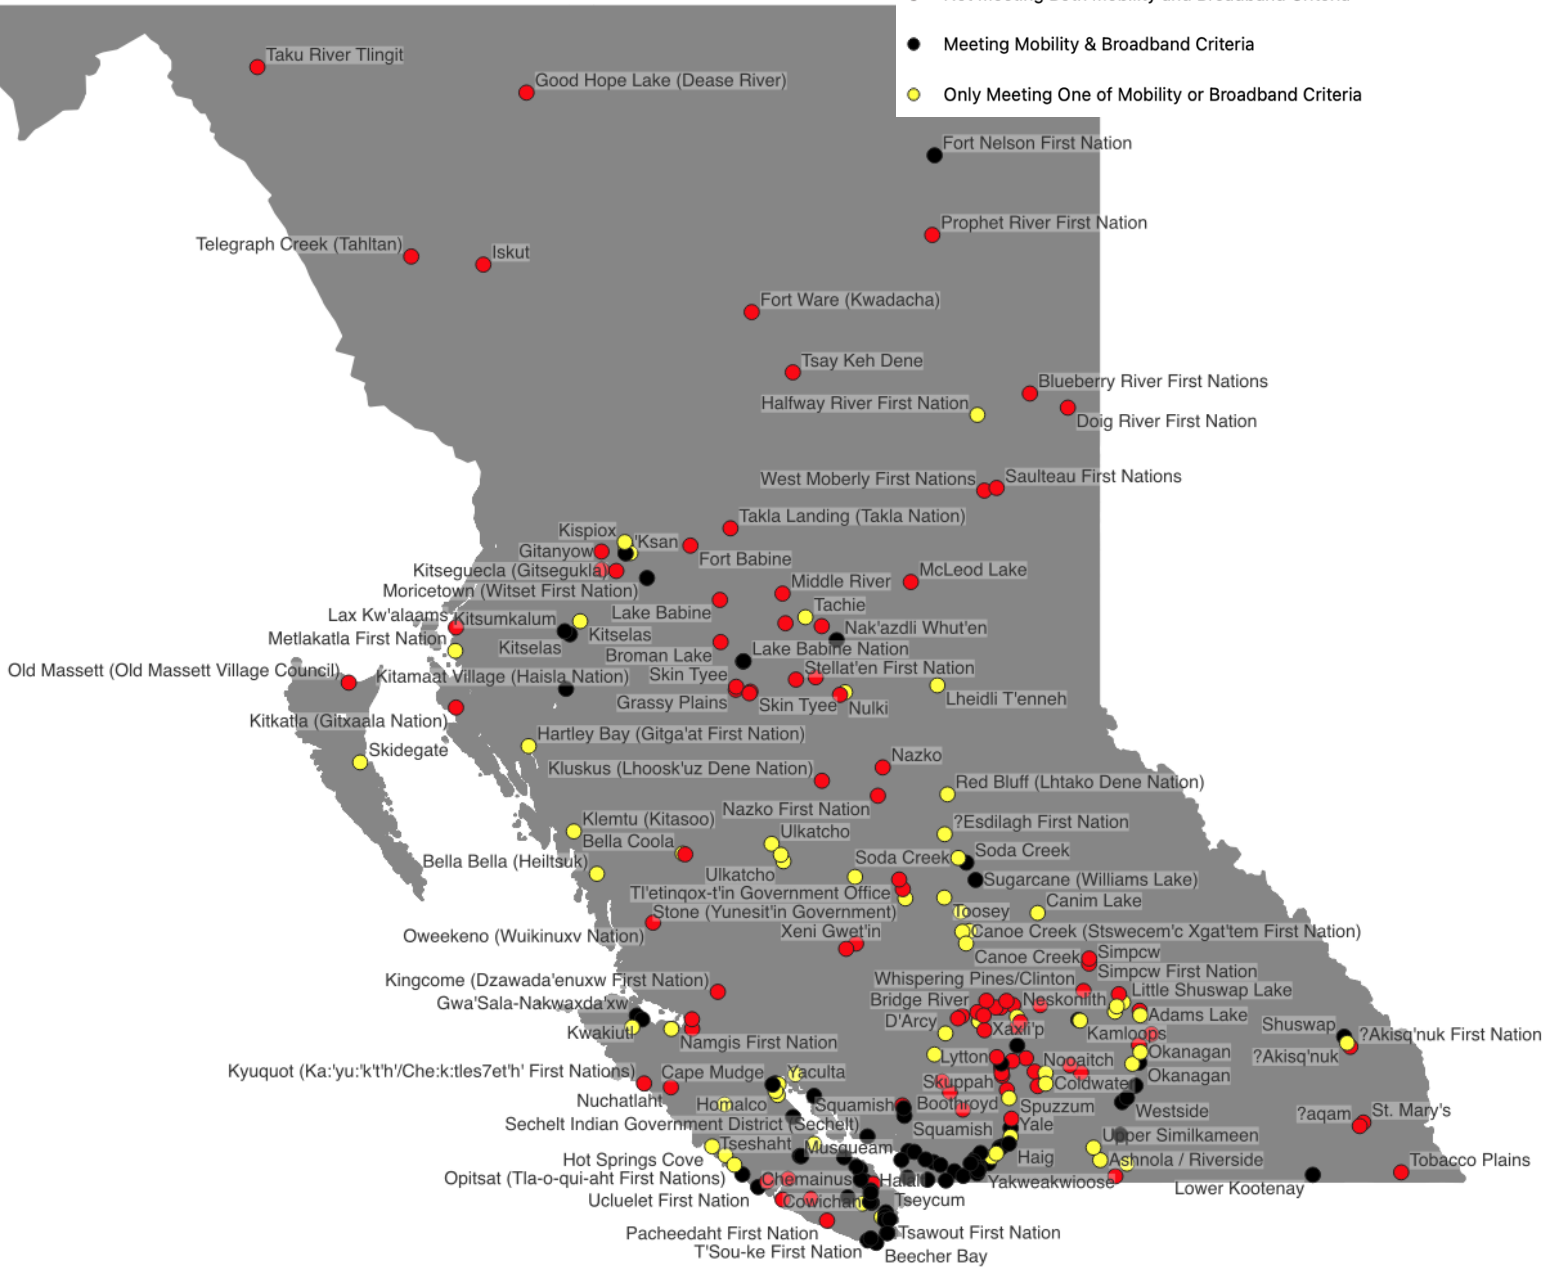 Not Meeting Both Mobility and Broadband Criteria
Meeting Mobility & Broadband Criteria
Only Meeting One of Mobility or Broadband Criteria
Taku River Tlingit
Good Hope Lake (Dease River)
Fort Nelson First Nation
Prophet River First Nation
Telegraph Creek (Tahltan)
Iskut
Fort Ware (Kwadacha)
Tsay Keh Dene
Blueberry River First Nations
Halfway River First Nation
Doig River First Nation
West Moberly First Nations
Saulteau First Nations
Takla Landing (Takla Nation)
Kispiox
'Ksan
Gitanyow
Fort Babine
Kitseguecla (Gitsegukla)
McLeod Lake
Middle River
Moricetown (Witset First Nation)
Tachie
Lake Babine
Lax Kw'alaams
Kitsumkalum
Nak'azdli Whut'en
Kitselas
Metlakatla First Nation
Kitselas
Lake Babine Nation
Broman Lake
Stellat'en First Nation
Old Massett (Old Massett Village Council)
Kitamaat Village (Haisla Nation)
Skin Tyee
Lheidli T'enneh
Grassy Plains
Skin Tyee
Nulki
Kitkatla (Gitxaala Nation)
Hartley Bay (Gitga'at First Nation)
Skidegate
Nazko
Kluskus (Lhoosk'uz Dene Nation)
Red Bluff (Lhtako Dene Nation)
Nazko First Nation
Klemtu (Kitasoo)
?Esdilagh First Nation
Ulkatcho
Bella Coola
Soda Creek
Soda Creek
Bella Bella (Heiltsuk)
Ulkatcho
Sugarcane (Williams Lake)
Tl'etinqox-t'in Government Office
Canim Lake
Stone (Yunesit'in Government)
Toosey
Xeni Gwet'in
Canoe Creek (Stswecem'c Xgat'tem First Nation)
Oweekeno (Wuikinuxv Nation)
Canoe Creek
Simpcw
Simpcw First Nation
Kingcome (Dzawada'enuxw First Nation)
Whispering Pines/Clinton
Little Shuswap Lake
Gwa'Sala-Nakwaxda'xw
Bridge River
Neskonlith
Adams Lake
D'Arcy
Kwakiutl
Xaxli'p
Kamloops
Shuswap
?Akisq'nuk First Nation
Namgis First Nation
Lytton
Nooaitch
Okanagan
?Akisq'nuk
Kyuquot (Ka:'yu:'k't'h'/Che:k:tles7et'h' First Nations)
Cape Mudge
Yaculta
Okanagan
Skuppah
Coldwater
Nuchatlaht
Homalco
Squamish
Boothroyd
Spuzzum
Westside
?aqam
St. Mary's
Sechelt Indian Government District (Sechelt)
Squamish
Yale
Upper Similkameen
Tseshaht
Musqueam
Hot Springs Cove
Haig
Ashnola / Riverside
Tobacco Plains
Opitsat (Tla-o-qui-aht First Nations)
Chemainus
Halalt
Yakweakwioose
Lower Kootenay
Ucluelet First Nation
Cowichan
Tseycum
Pacheedaht First Nation
Tsawout First Nation
T'Sou-ke First Nation
Beecher Bay